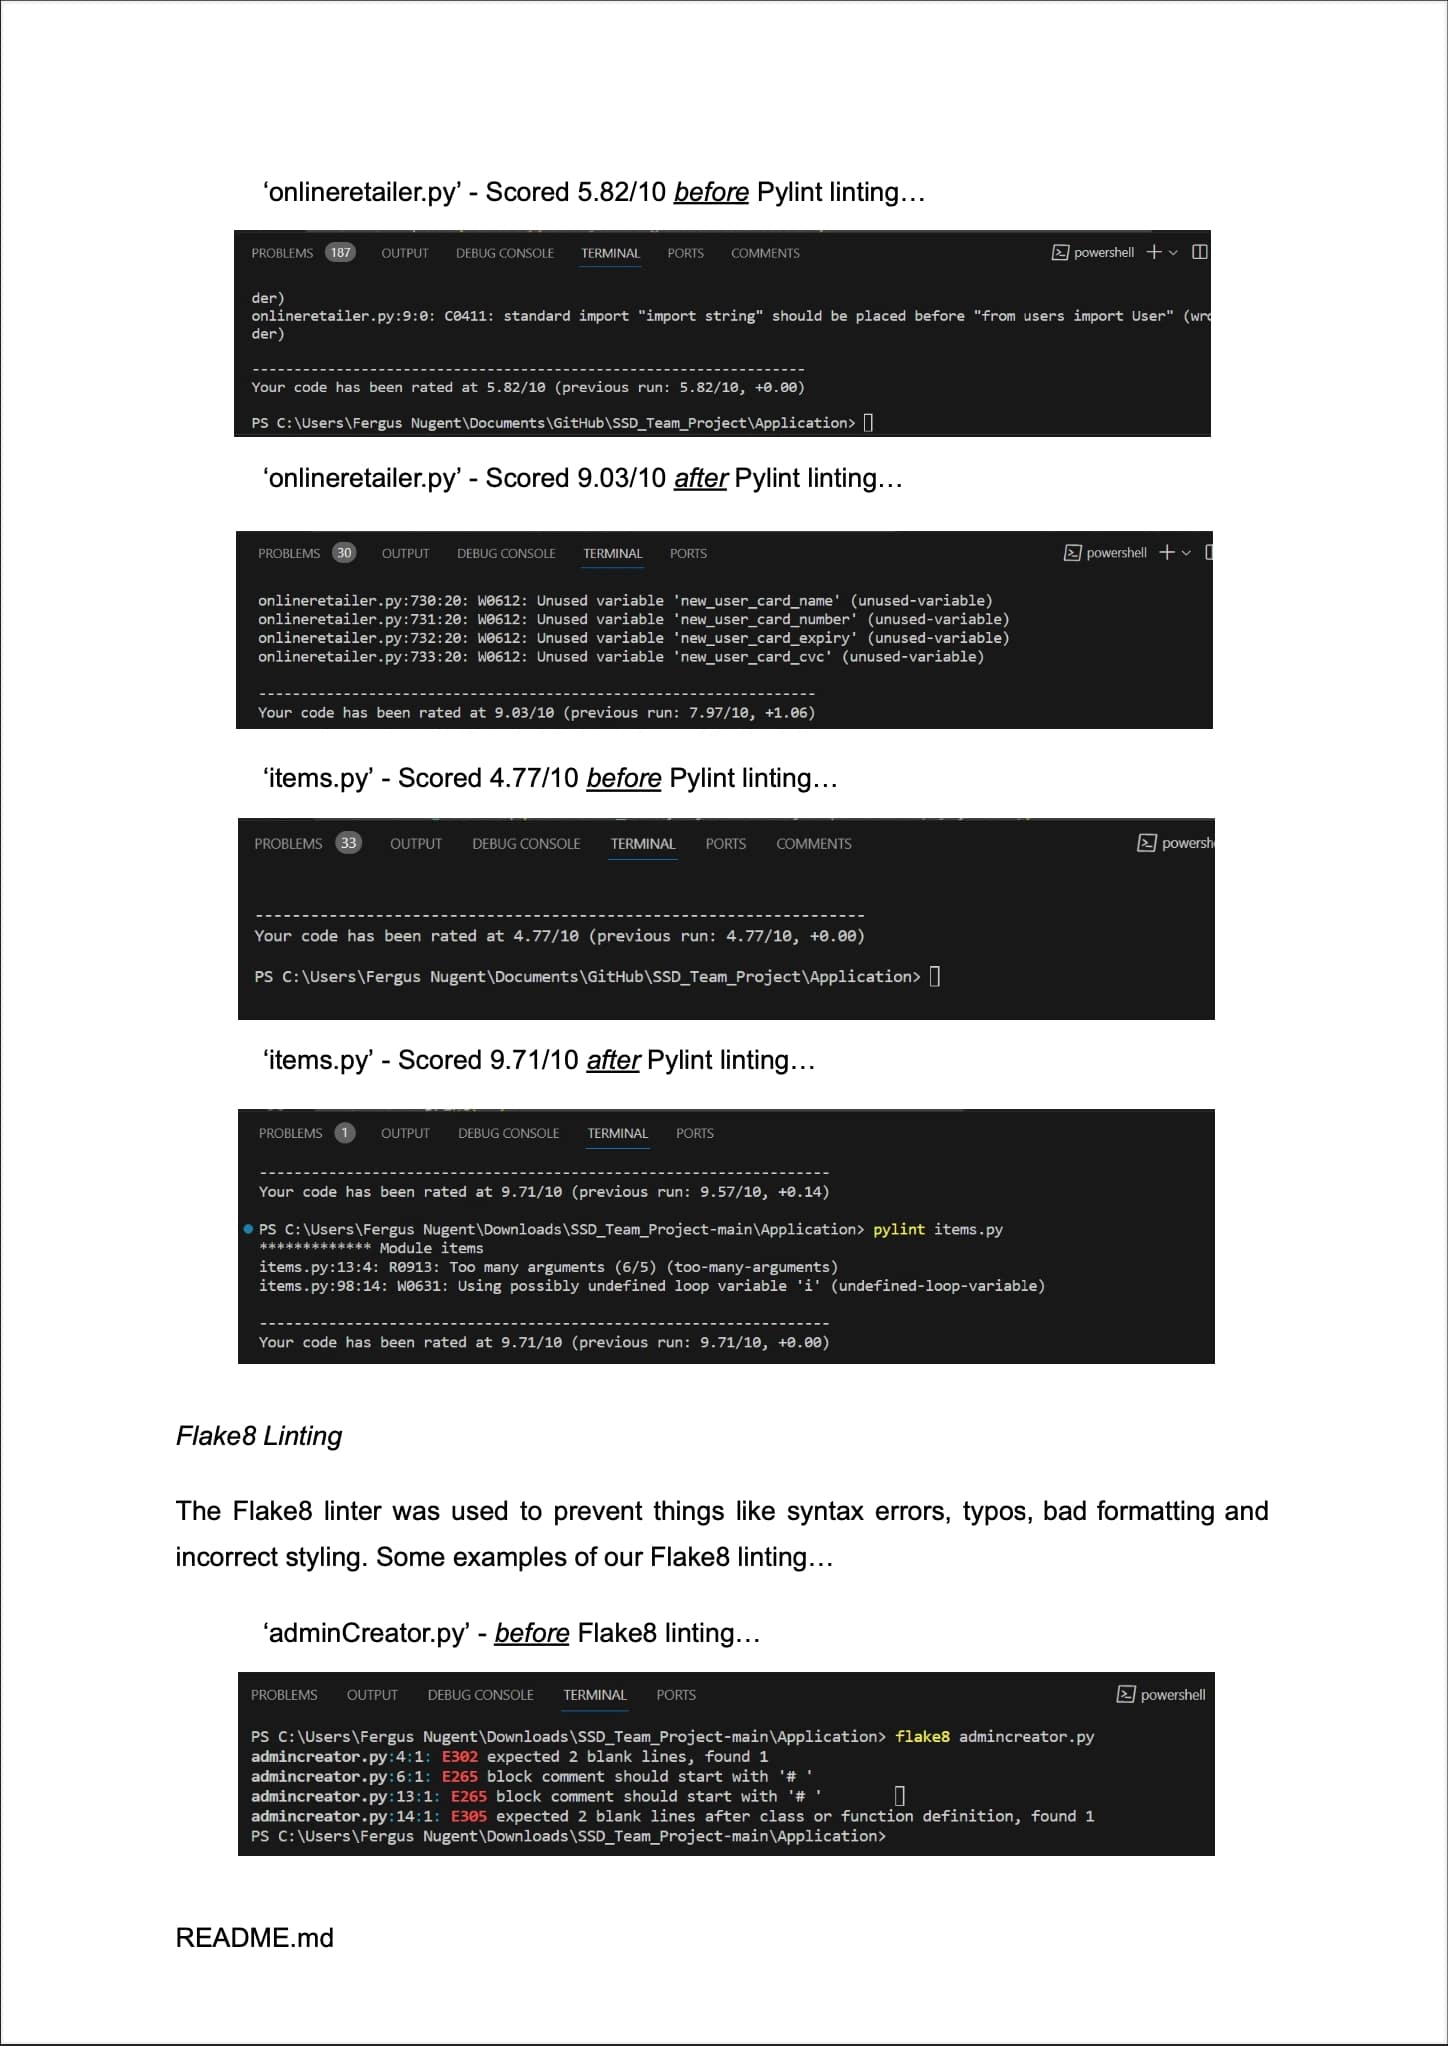 ‘onlineretailer.py’ - Scored 5.82/10 before Pylint linting…
PROBLEMS 187 OUTPUT DEBUG CONSOLE TERMINAL PORTS COMMENTS powershell
der)
onlineretailer.py:9:0: C0411: standard import "import string" should be placed before "from users import User" (wro
der)
-------------------------------------------------------------------
Your code has been rated at 5.82/10 (previous run: 5.82/10, +0.00)
PS C:\Users\Fergus Nugent\Documents\GitHub\SSD_Team_Project\Application>
‘onlineretailer.py’ - Scored 9.03/10 after Pylint linting…
PROBLEMS 30 OUTPUT DEBUG CONSOLE TERMINAL PORTS powershell
onlineretailer.py:730:20: W0612: Unused variable 'new_user_card_name' (unused-variable)
onlineretailer.py:731:20: W0612: Unused variable 'new_user_card_number' (unused-variable)
onlineretailer.py:732:20: W0612: Unused variable 'new_user_card_expiry' (unused-variable)
onlineretailer.py:733:20: W0612: Unused variable 'new_user_card_cvc' (unused-variable)
-------------------------------------------------------------------
Your code has been rated at 9.03/10 (previous run: 7.97/10, +1.06)
‘items.py’ - Scored 4.77/10 before Pylint linting…
PROBLEMS 33 OUTPUT DEBUG CONSOLE TERMINAL PORTS COMMENTS powersh
-------------------------------------------------------------------
Your code has been rated at 4.77/10 (previous run: 4.77/10, +0.00)
PS C:\Users\Fergus Nugent\Documents\GitHub\SSD_Team_Project\Application>
‘items.py’ - Scored 9.71/10 after Pylint linting…
PROBLEMS 1 OUTPUT DEBUG CONSOLE TERMINAL PORTS
-------------------------------------------------------------------
Your code has been rated at 9.71/10 (previous run: 9.57/10, +0.14)
PS C:\Users\Fergus Nugent\Downloads\SSD_Team_Project-main\Application> pylint items.py
************* Module items
items.py:13:4: R0913: Too many arguments (6/5) (too-many-arguments)
items.py:98:14: W0631: Using possibly undefined loop variable 'i' (undefined-loop-variable)
-------------------------------------------------------------------
Your code has been rated at 9.71/10 (previous run: 9.71/10, +0.00)
Flake8 Linting
The Flake8 linter was used to prevent things like syntax errors, typos, bad formatting and
incorrect styling. Some examples of our Flake8 linting…
‘adminCreator.py’ - before Flake8 linting…
PROBLEMS OUTPUT DEBUG CONSOLE TERMINAL PORTS powershell
PS C:\Users\Fergus Nugent\Downloads\SSD_Team_Project-main\Application> flake8 admincreator.py
admincreator.py:4:1: E302 expected 2 blank lines, found 1
admincreator.py:6:1: E265 block comment should start with '# '
admincreator.py:13:1: E265 block comment should start with '# '
admincreator.py:14:1: E305 expected 2 blank lines after class or function definition, found 1
PS C:\Users\Fergus Nugent\Downloads\SSD_Team_Project-main\Application>
README.md